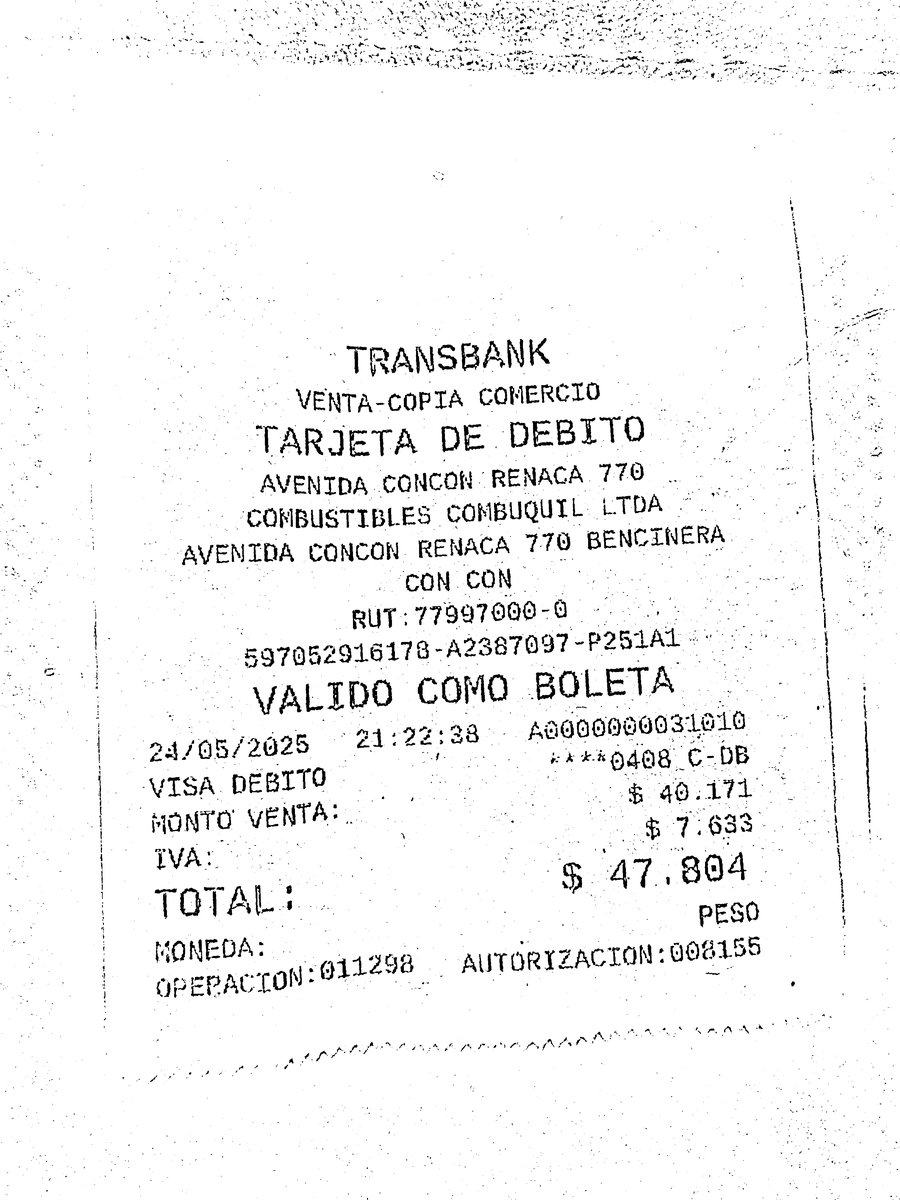 TRANSBANK
VENTA-COPIA COMERCIO
TARJETA DE DEBITO
AVENIDA CONCON RENACA 770
COMBUSTIBLES COMBUQUIL LTDA
AVENIDA CONCON RENACA 770 BENCINERA
CON CON
RUT:77997000-0
597052916178-A2387097-P251A1
VALIDO COMO BOLETA
24/05/2025 21:22:38 A0000000031010
VISA DEBITO ****0408 C-DB
MONTO VENTA: $ 40.171
IVA: $ 7.633
TOTAL: $ 47.804
MONEDA: PESO
OPERACION:011298 AUTORIZACION:008155